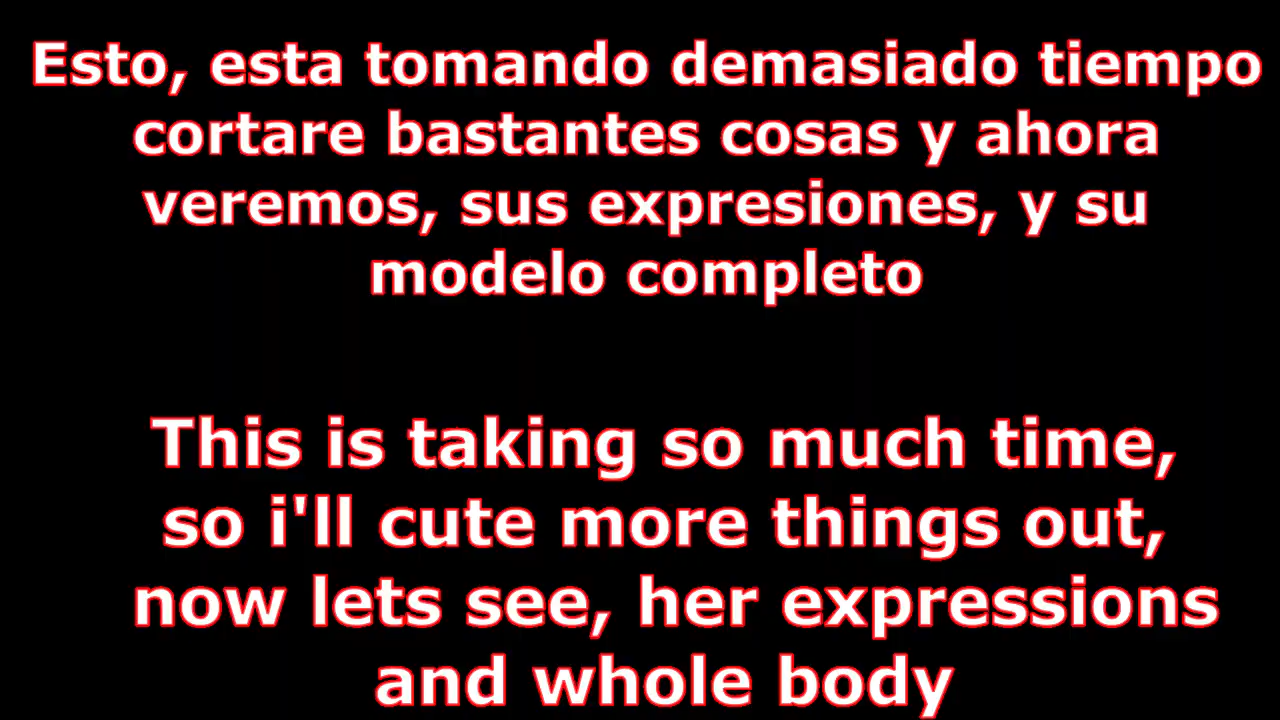 Esto, esta tomando demasiado tiempo
cortare bastantes cosas y ahora
veremos, sus expresiones, y su
modelo completo
This is taking so much time,
so i'll cute more things out,
now lets see, her expressions
and whole body